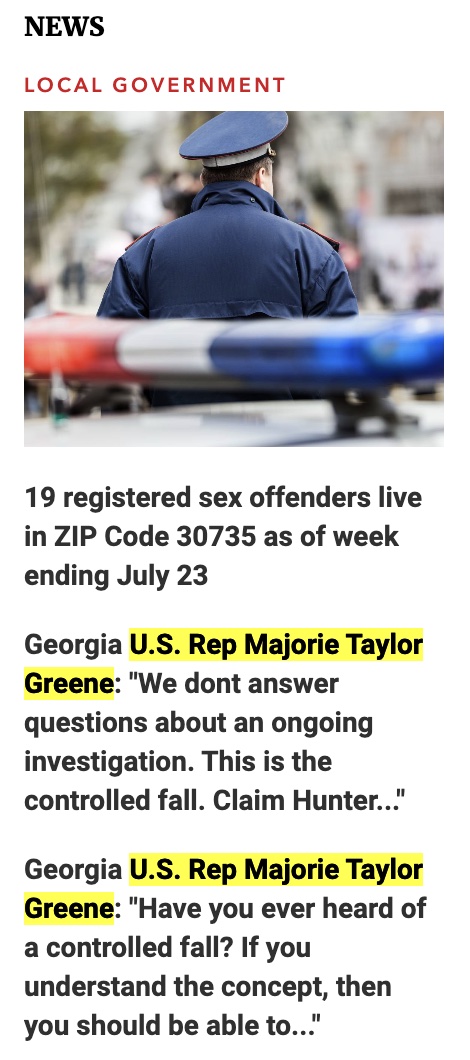 NEWS
LOCAL GOVERNMENT
19 registered sex offenders live
in ZIP Code 30735 as of week
ending July 23
Georgia U.S. Rep Majorie Taylor
Greene: "We dont answer
questions about an ongoing
investigation. This is the
controlled fall. Claim Hunter..."
Georgia U.S. Rep Majorie Taylor
Greene: "Have you ever heard of
a controlled fall? If you
understand the concept, then
you should be able to..."